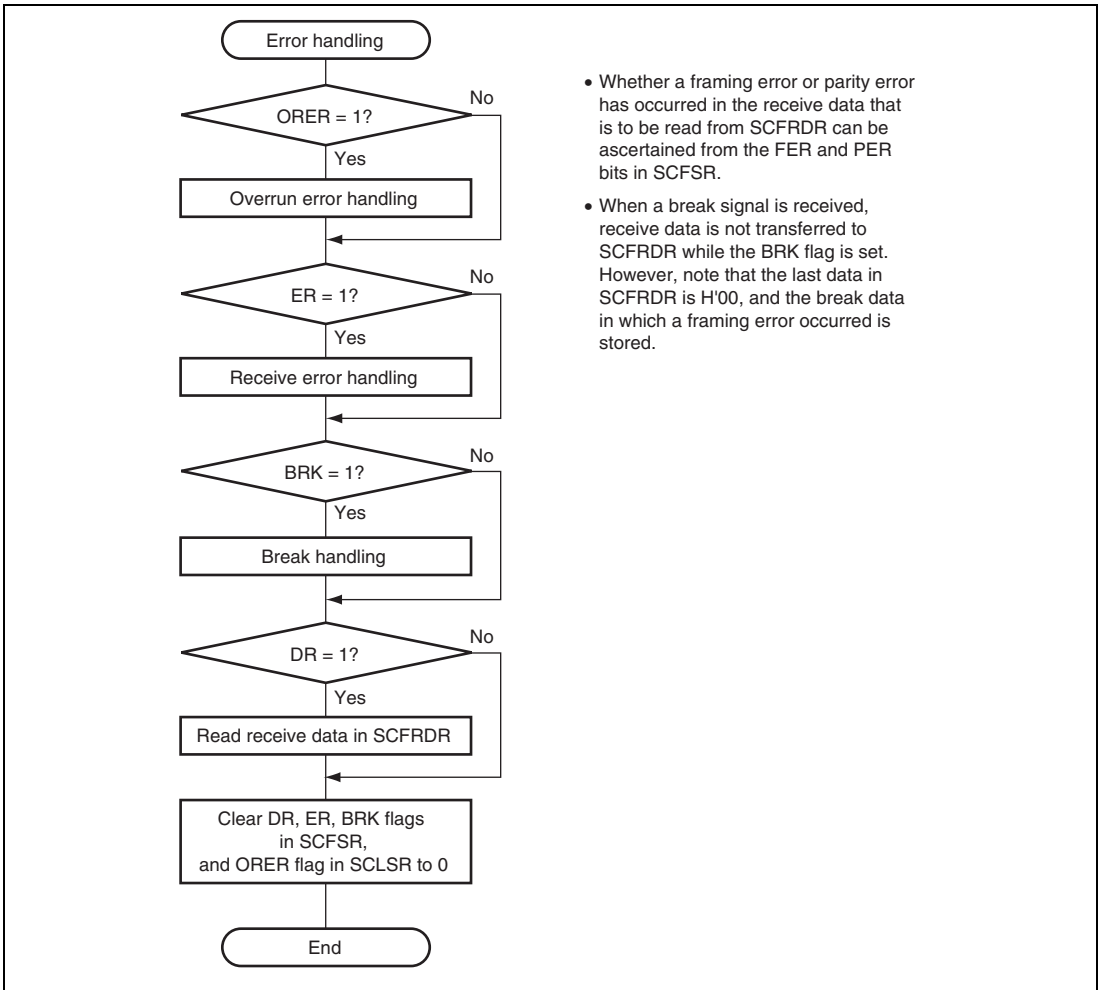 Error handling
ORER = 1?
No
Yes
Overrun error handling
ER = 1?
No
Yes
Receive error handling
BRK = 1?
No
Yes
Break handling
DR = 1?
No
Yes
Read receive data in SCFRDR
Clear DR, ER, BRK flags
in SCFSR,
and ORER flag in SCLSR to 0
End
• Whether a framing error or parity error
has occurred in the receive data that
is to be read from SCFRDR can be
ascertained from the FER and PER
bits in SCFSR.
• When a break signal is received,
receive data is not transferred to
SCFRDR while the BRK flag is set.
However, note that the last data in
SCFRDR is H'00, and the break data
in which a framing error occurred is
stored.